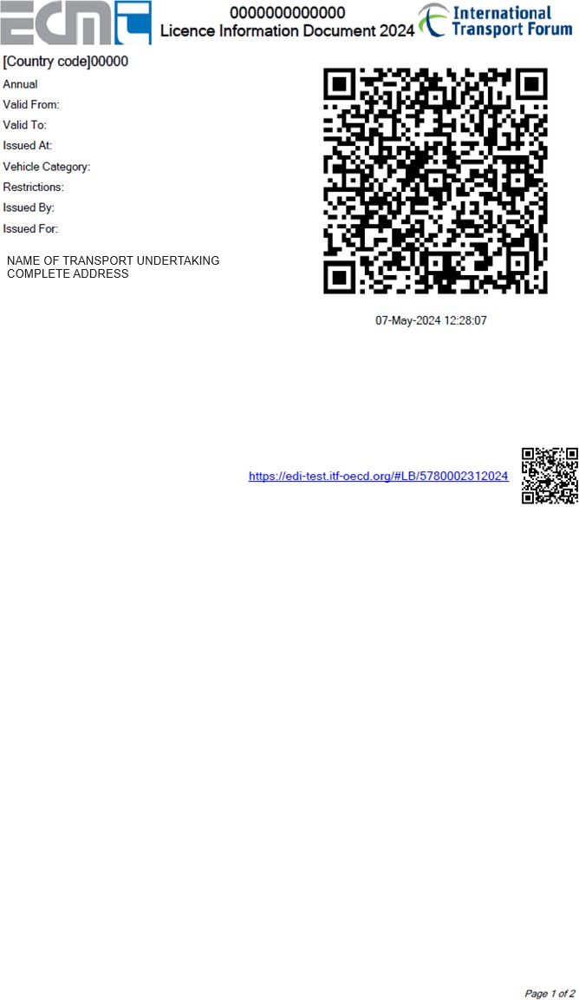 ECMT
0000000000000
Licence Information Document 2024
International
Transport Forum
[Country code]00000
Annual
Valid From:
Valid To:
Issued At:
Vehicle Category:
Restrictions:
Issued By:
Issued For:
NAME OF TRANSPORT UNDERTAKING
COMPLETE ADDRESS
07-May-2024 12:28:07
https://edi-test.itf-oecd.org/#LB/5780002312024
Page 1 of 2